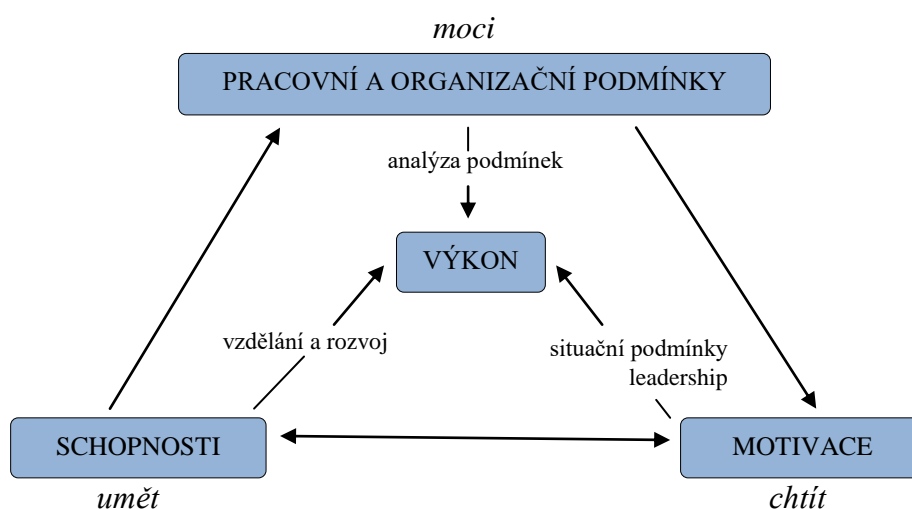 moci
PRACOVNÍ A ORGANIZAČNÍ PODMÍNKY
analýza podmínek
VÝKON
vzdělání a rozvoj
situační podmínky
leadership
SCHOPNOSTI
MOTIVACE
umět
chtít